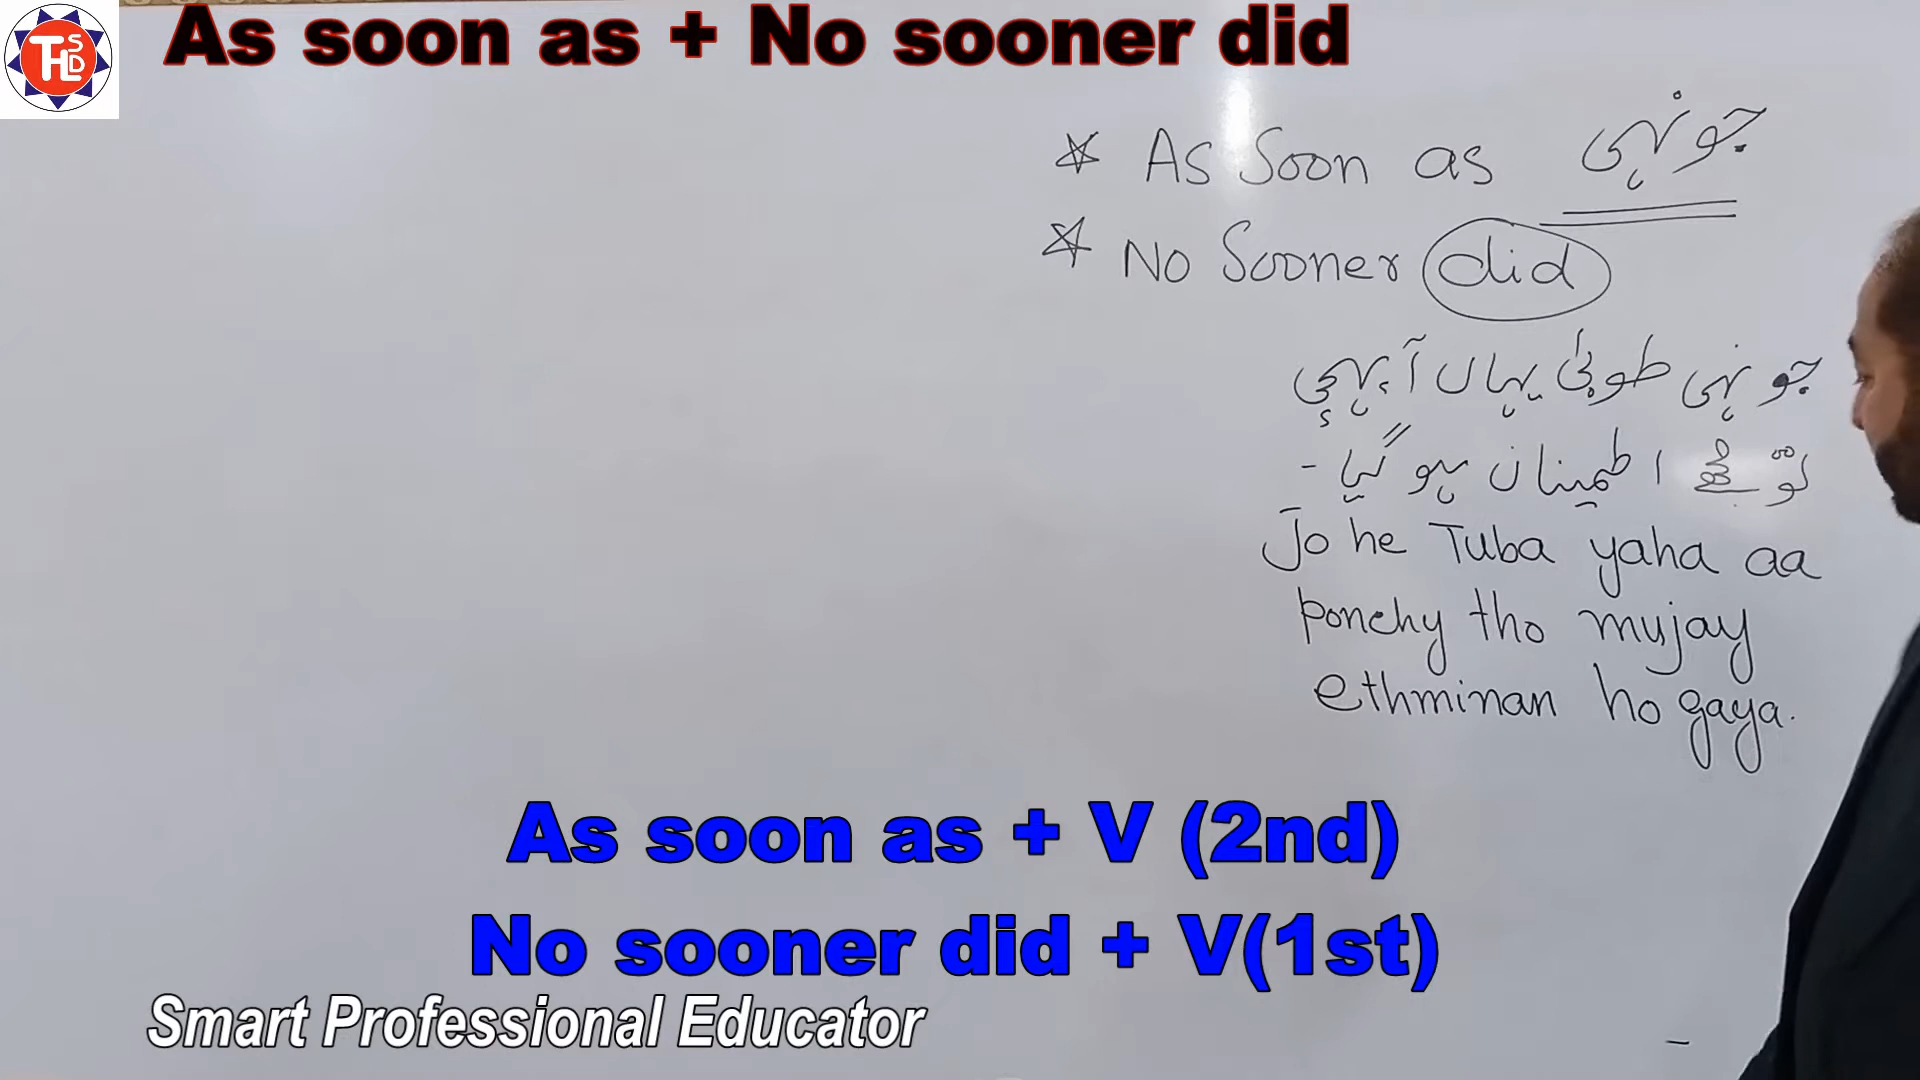 As soon as + No sooner did
T S L D
* As Soon as جونہی
* No Sooner did
جونہی طوبیٰ یہاں آ پہنچی
تو مجھے اطمینان ہو گیا -
Jo he Tuba yaha aa
ponchy tho mujay
ethminan ho gaya.
As soon as + V (2nd)
No sooner did + V(1st)
Smart Professional Educator